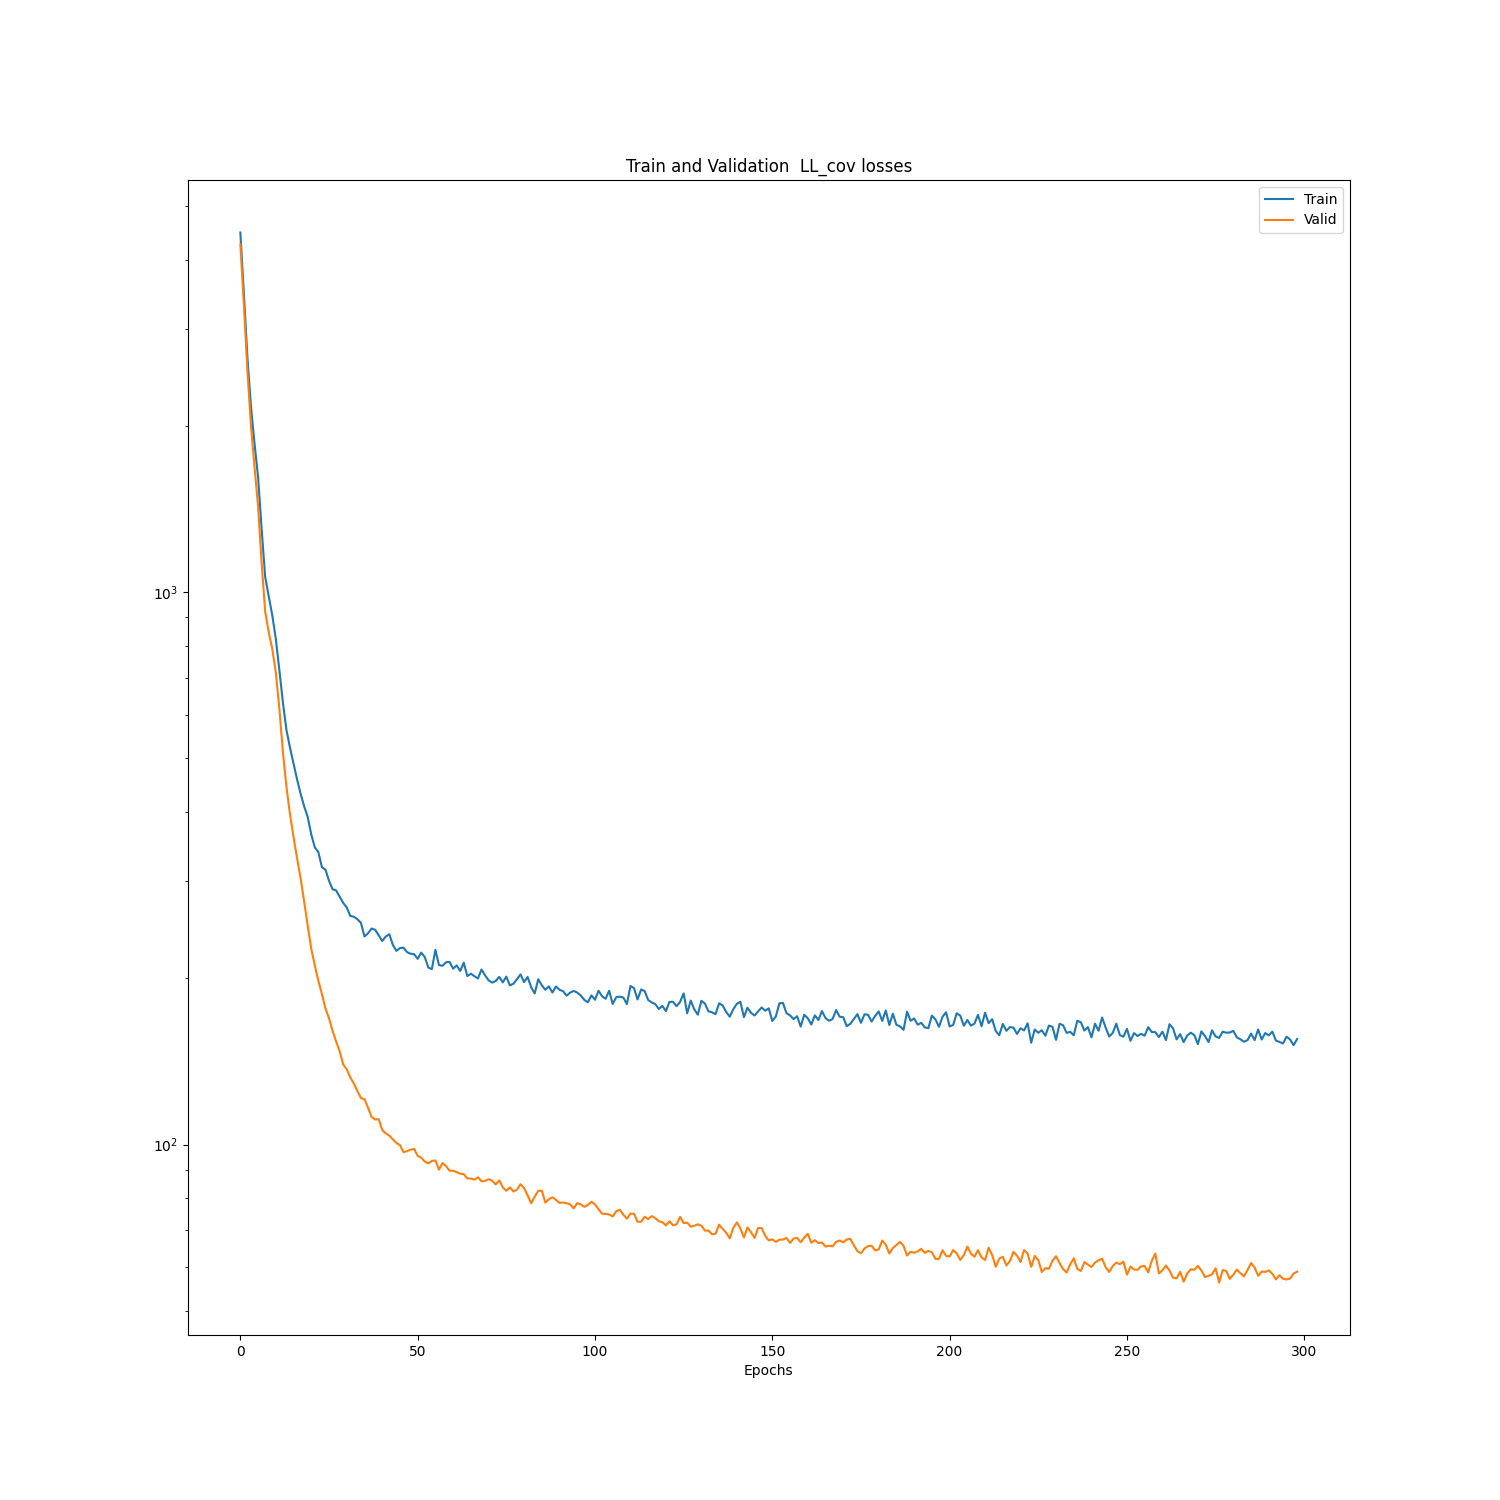 Train and Validation  LL_cov losses
Train
Valid
10³
10²
0 50 100 150 200 250 300
Epochs